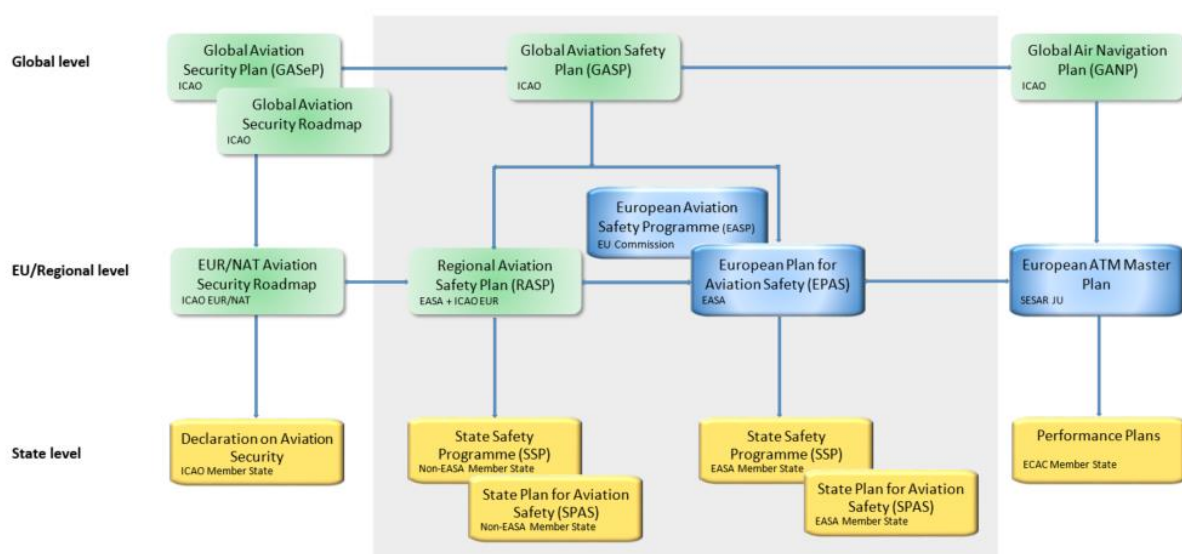 Global level
Global Aviation
Security Plan (GASeP)
ICAO
Global Aviation
Security Roadmap
ICAO
Global Aviation Safety
Plan (GASP)
ICAO
Global Air Navigation
Plan (GANP)
ICAO
European Aviation
Safety Programme (EASP)
EU Commission
EU/Regional level
EUR/NAT Aviation
Security Roadmap
ICAO EUR/NAT
Regional Aviation
Safety Plan (RASP)
EASA + ICAO EUR
European Plan for
Aviation Safety (EPAS)
EASA
European ATM Master
Plan
SESAR JU
State level
Declaration on Aviation
Security
ICAO Member State
State Safety
Programme (SSP)
Non-EASA Member State
State Plan for Aviation
Safety (SPAS)
Non-EASA Member State
State Safety
Programme (SSP)
EASA Member State
State Plan for Aviation
Safety (SPAS)
EASA Member State
Performance Plans
ECAC Member State